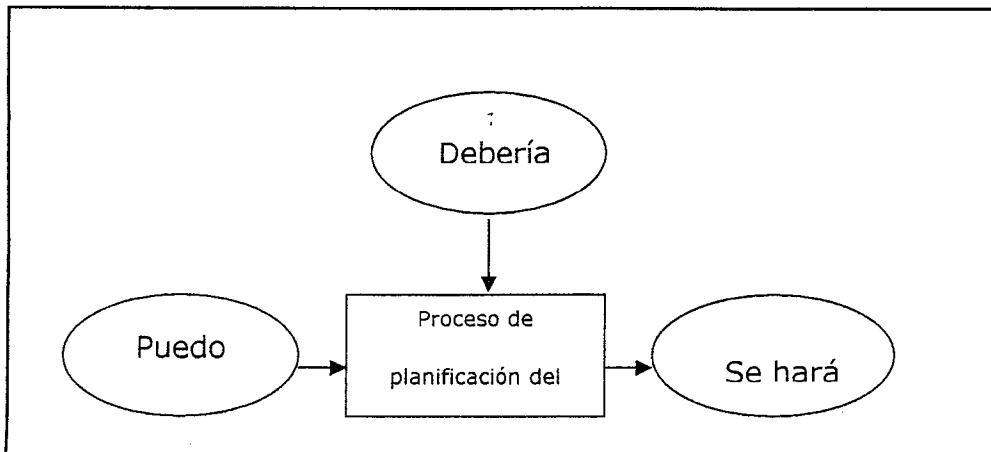 Debería
Puedo
Proceso de
planificación del
Se hará